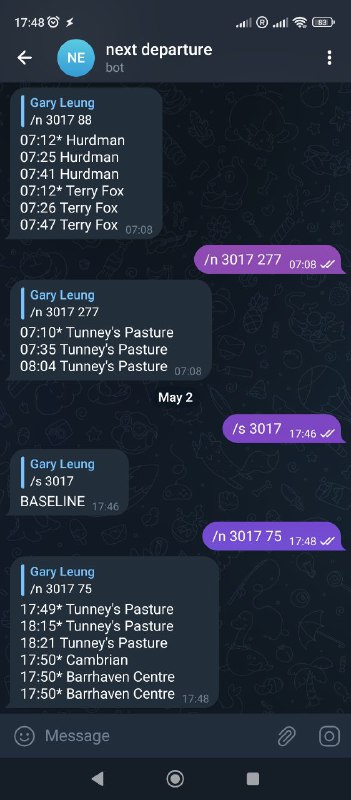 17:48
83
NE
next departure
bot
Gary Leung
/n 3017 88
07:12* Hurdman
07:25 Hurdman
07:41 Hurdman
07:12* Terry Fox
07:26 Terry Fox
07:47 Terry Fox 07:08
/n 3017 277 07:08
Gary Leung
/n 3017 277
07:10* Tunney's Pasture
07:35 Tunney's Pasture
08:04 Tunney's Pasture 07:08
May 2
/s 3017 17:46
Gary Leung
/s 3017
BASELINE 17:46
/n 3017 75 17:48
Gary Leung
/n 3017 75
17:49* Tunney's Pasture
18:15* Tunney's Pasture
18:21 Tunney's Pasture
17:50* Cambrian
17:50* Barrhaven Centre
17:50* Barrhaven Centre 17:48
Message